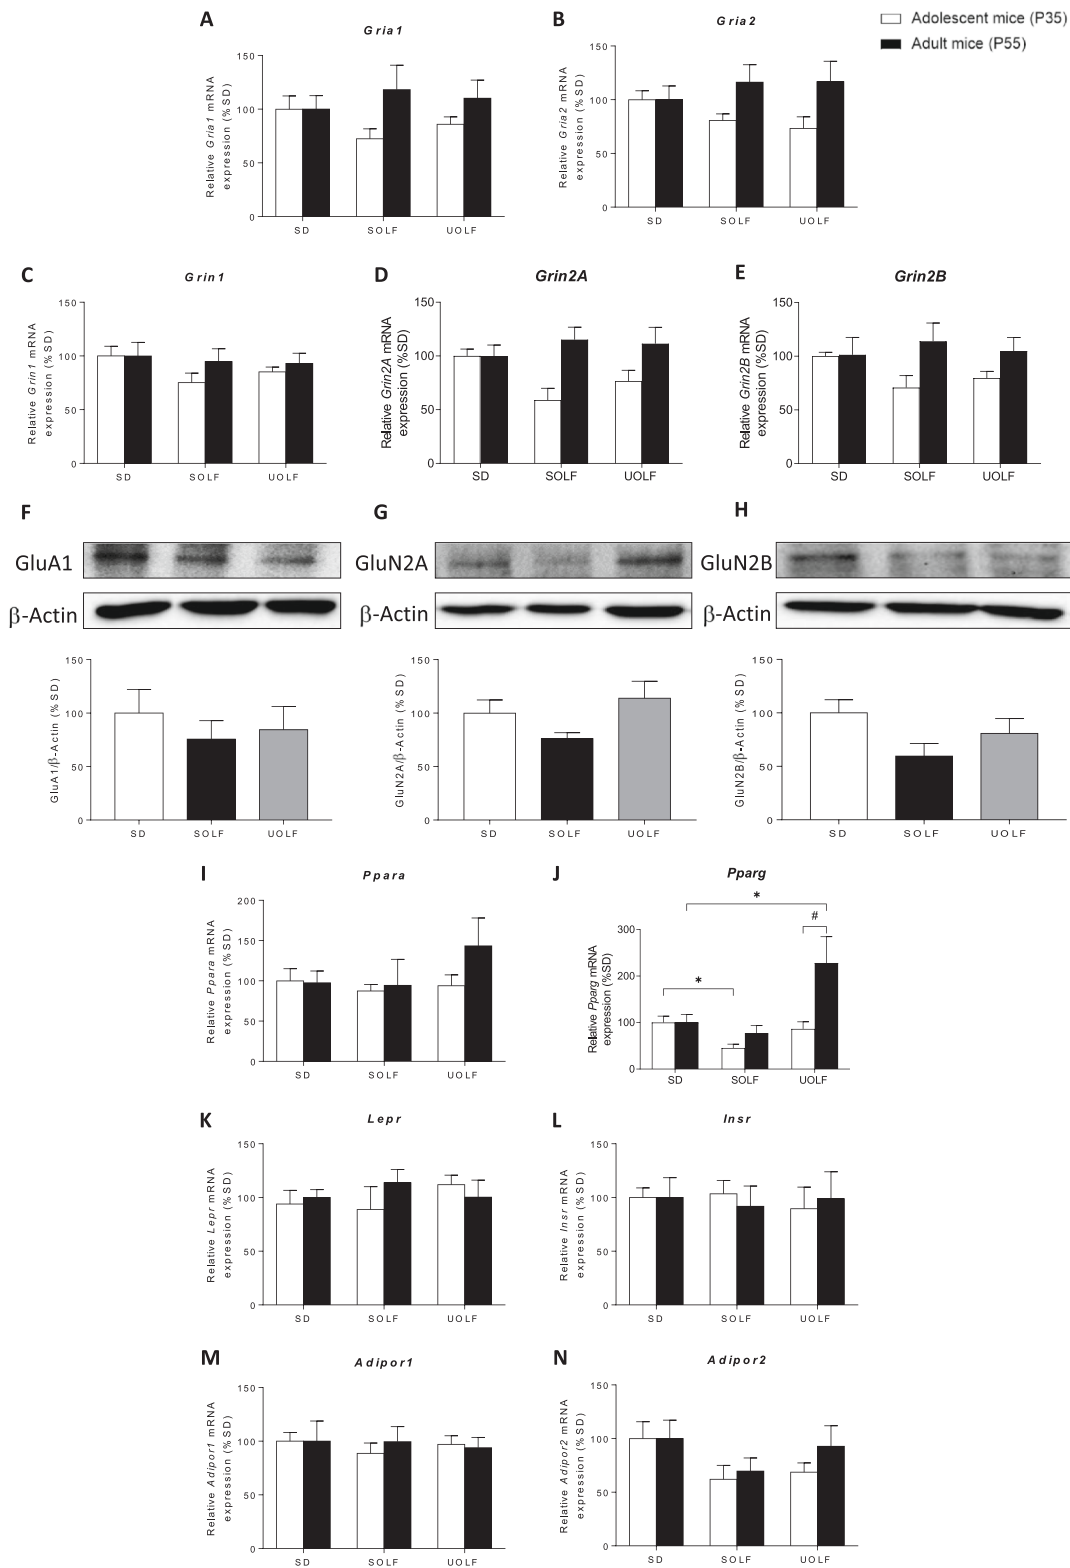 A
Gria1
B
Gria2
Adolescent mice (P35)
Adult mice (P55)
Relative Gria1 mRNA
expression (%SD)
150
100
50
0
SD
SOLF
UOLF
Relative Gria2 mRNA
expression (%SD)
150
100
50
0
SD
SOLF
UOLF
C
Grin1
D
Grin2A
E
Grin2B
Relative Grin1 mRNA
expression (%SD)
150
100
50
0
SD
SOLF
UOLF
Relative Grin2A mRNA
expression (%SD)
150
100
50
0
SD
SOLF
UOLF
Relative Grin2B mRNA
expression (%SD)
150
100
50
0
SD
SOLF
UOLF
F
G
H
GluA1
GluN2A
GluN2B
β-Actin
β-Actin
β-Actin
GluA1/β-Actin (%SD)
150
100
50
0
SD
SOLF
UOLF
GluN2A/β-Actin (%SD)
150
100
50
0
SD
SOLF
UOLF
GluN2B/β-Actin (%SD)
150
100
50
0
SD
SOLF
UOLF
I
Ppara
J
Pparg
Relative Ppara mRNA
expression (%SD)
200
150
100
50
0
SD
SOLF
UOLF
*
#
*
Relative Pparg mRNA
expression (%SD)
300
200
100
0
SD
SOLF
UOLF
K
Lepr
L
Insr
Relative Lepr mRNA
expression (%SD)
150
100
50
0
SD
SOLF
UOLF
Relative Insr mRNA
expression (%SD)
150
100
50
0
SD
SOLF
UOLF
M
Adipor1
N
Adipor2
Relative Adipor1 mRNA
expression (%SD)
150
100
50
0
SD
SOLF
UOLF
Relative Adipor2 mRNA
expression (%SD)
150
100
50
0
SD
SOLF
UOLF